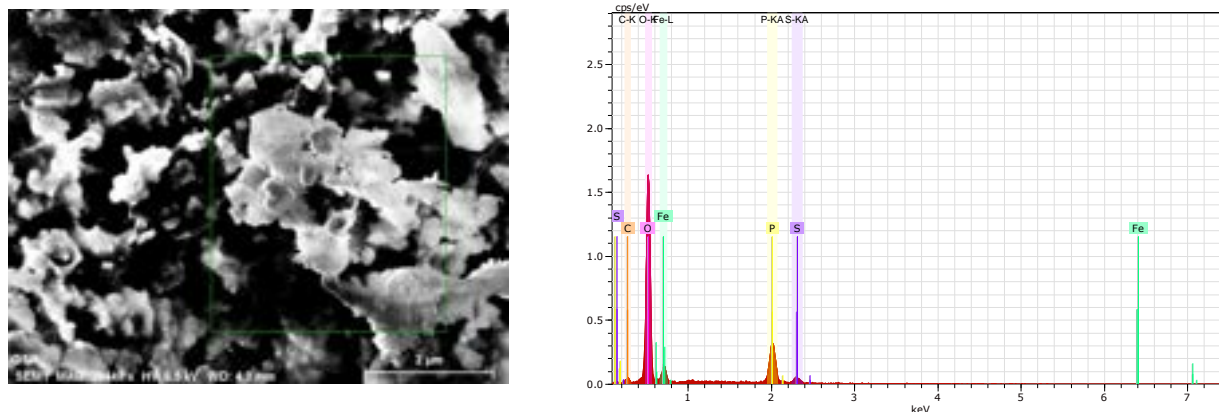 2 µm
cps/eV
C-K O-K Fe-L P-KA S-KA
2.5
2.0
1.5
S Fe
C O P S Fe
1.0
0.5
0.0
1 2 3 4 5 6 7
keV